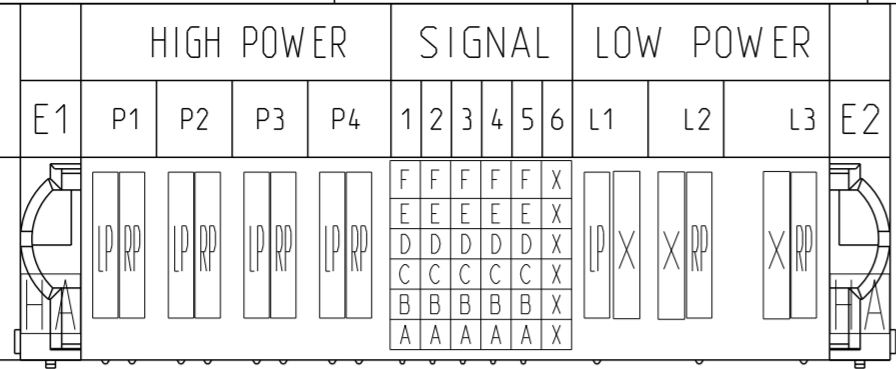 HIGH POWER SIGNAL LOW POWER
E1 P1 P2 P3 P4 1 2 3 4 5 6 L1 L2 L3 E2
F F F F F X
E E E E E X
LP RP LP RP LP RP LP RP D D D D D X LP X X RP X RP
C C C C C X
HA B B B B B X HA
A A A A A X